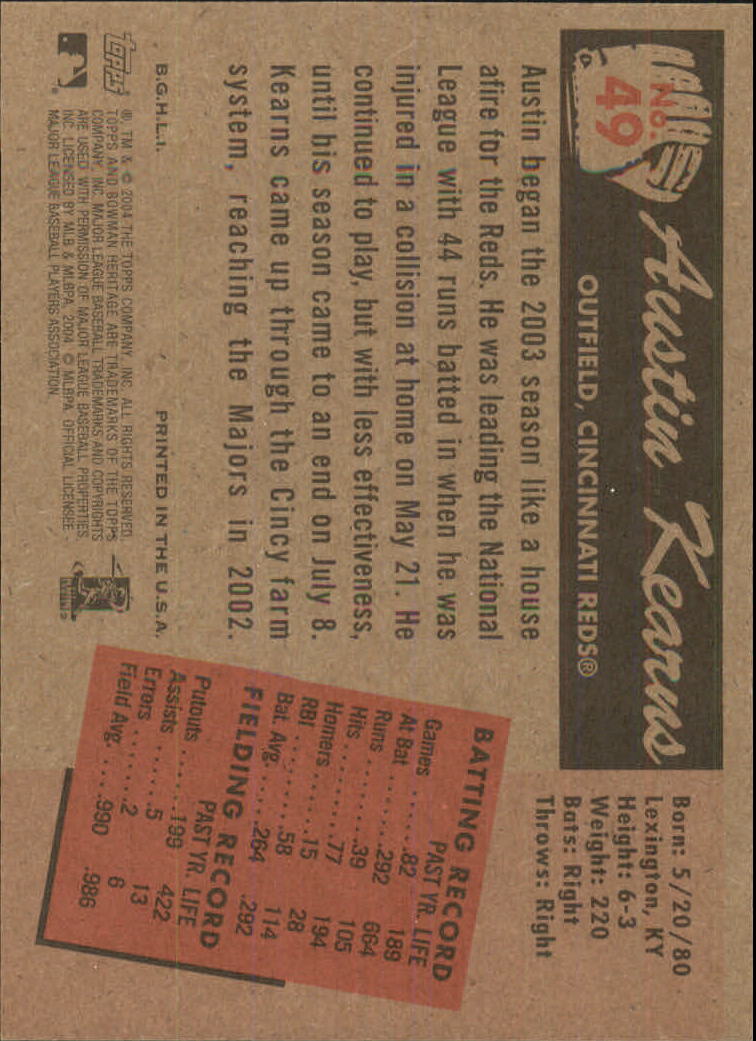 No.
49
Austin Kearns
OUTFIELD, CINCINNATI REDS®
Born: 5/20/80
Lexington, KY
Height: 6-3
Weight: 220
Bats: Right
Throws: Right
Austin began the 2003 season like a house
afire for the Reds. He was leading the National
League with 44 runs batted in when he was
injured in a collision at home on May 21. He
continued to play, but with less effectiveness,
until his season came to an end on July 8.
Kearns came up through the Cincy farm
system, reaching the Majors in 2002.
BATTING RECORD
PAST YR. LIFE
Games ......82 189
At Bat ......292 664
Runs ........39 105
Hits .........77 194
Homers ......15 28
RBI ..........58 114
Bat. Avg. ....264 .292
FIELDING RECORD
PAST YR. LIFE
Putouts ......199 422
Assists .......5 13
Errors .......2 6
Field Avg. ....990 .986
B.G.H.L.I. PRINTED IN THE U.S.A.
topps
®, TM & © 2004 THE TOPPS COMPANY, INC. ALL RIGHTS RESERVED.
TOPPS AND BOWMAN HERITAGE ARE TRADEMARKS OF THE TOPPS
COMPANY, INC. MAJOR LEAGUE BASEBALL TRADEMARKS AND COPYRIGHTS
ARE USED WITH PERMISSION OF MAJOR LEAGUE BASEBALL PROPERTIES,
INC. LICENSED BY MLB & MLBPA. 2004 © MLBPA. OFFICIAL LICENSEE -
MAJOR LEAGUE BASEBALL PLAYERS ASSOCIATION